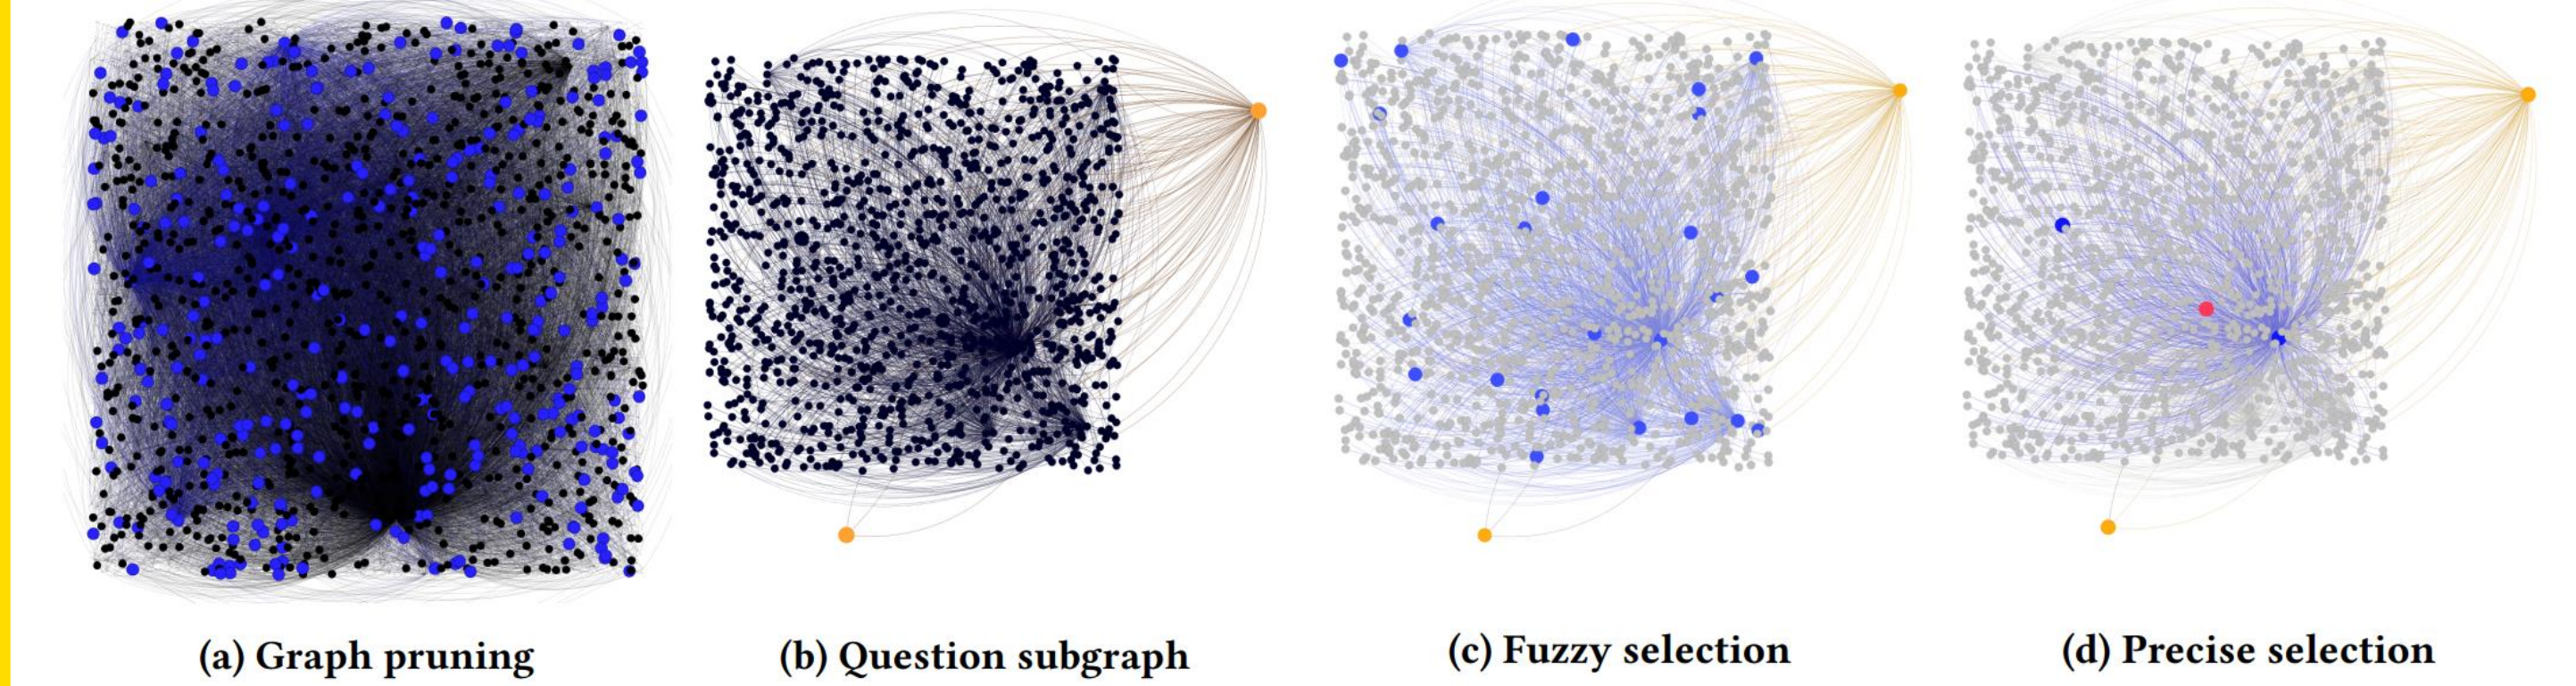 (a) Graph pruning
(b) Question subgraph
(c) Fuzzy selection
(d) Precise selection